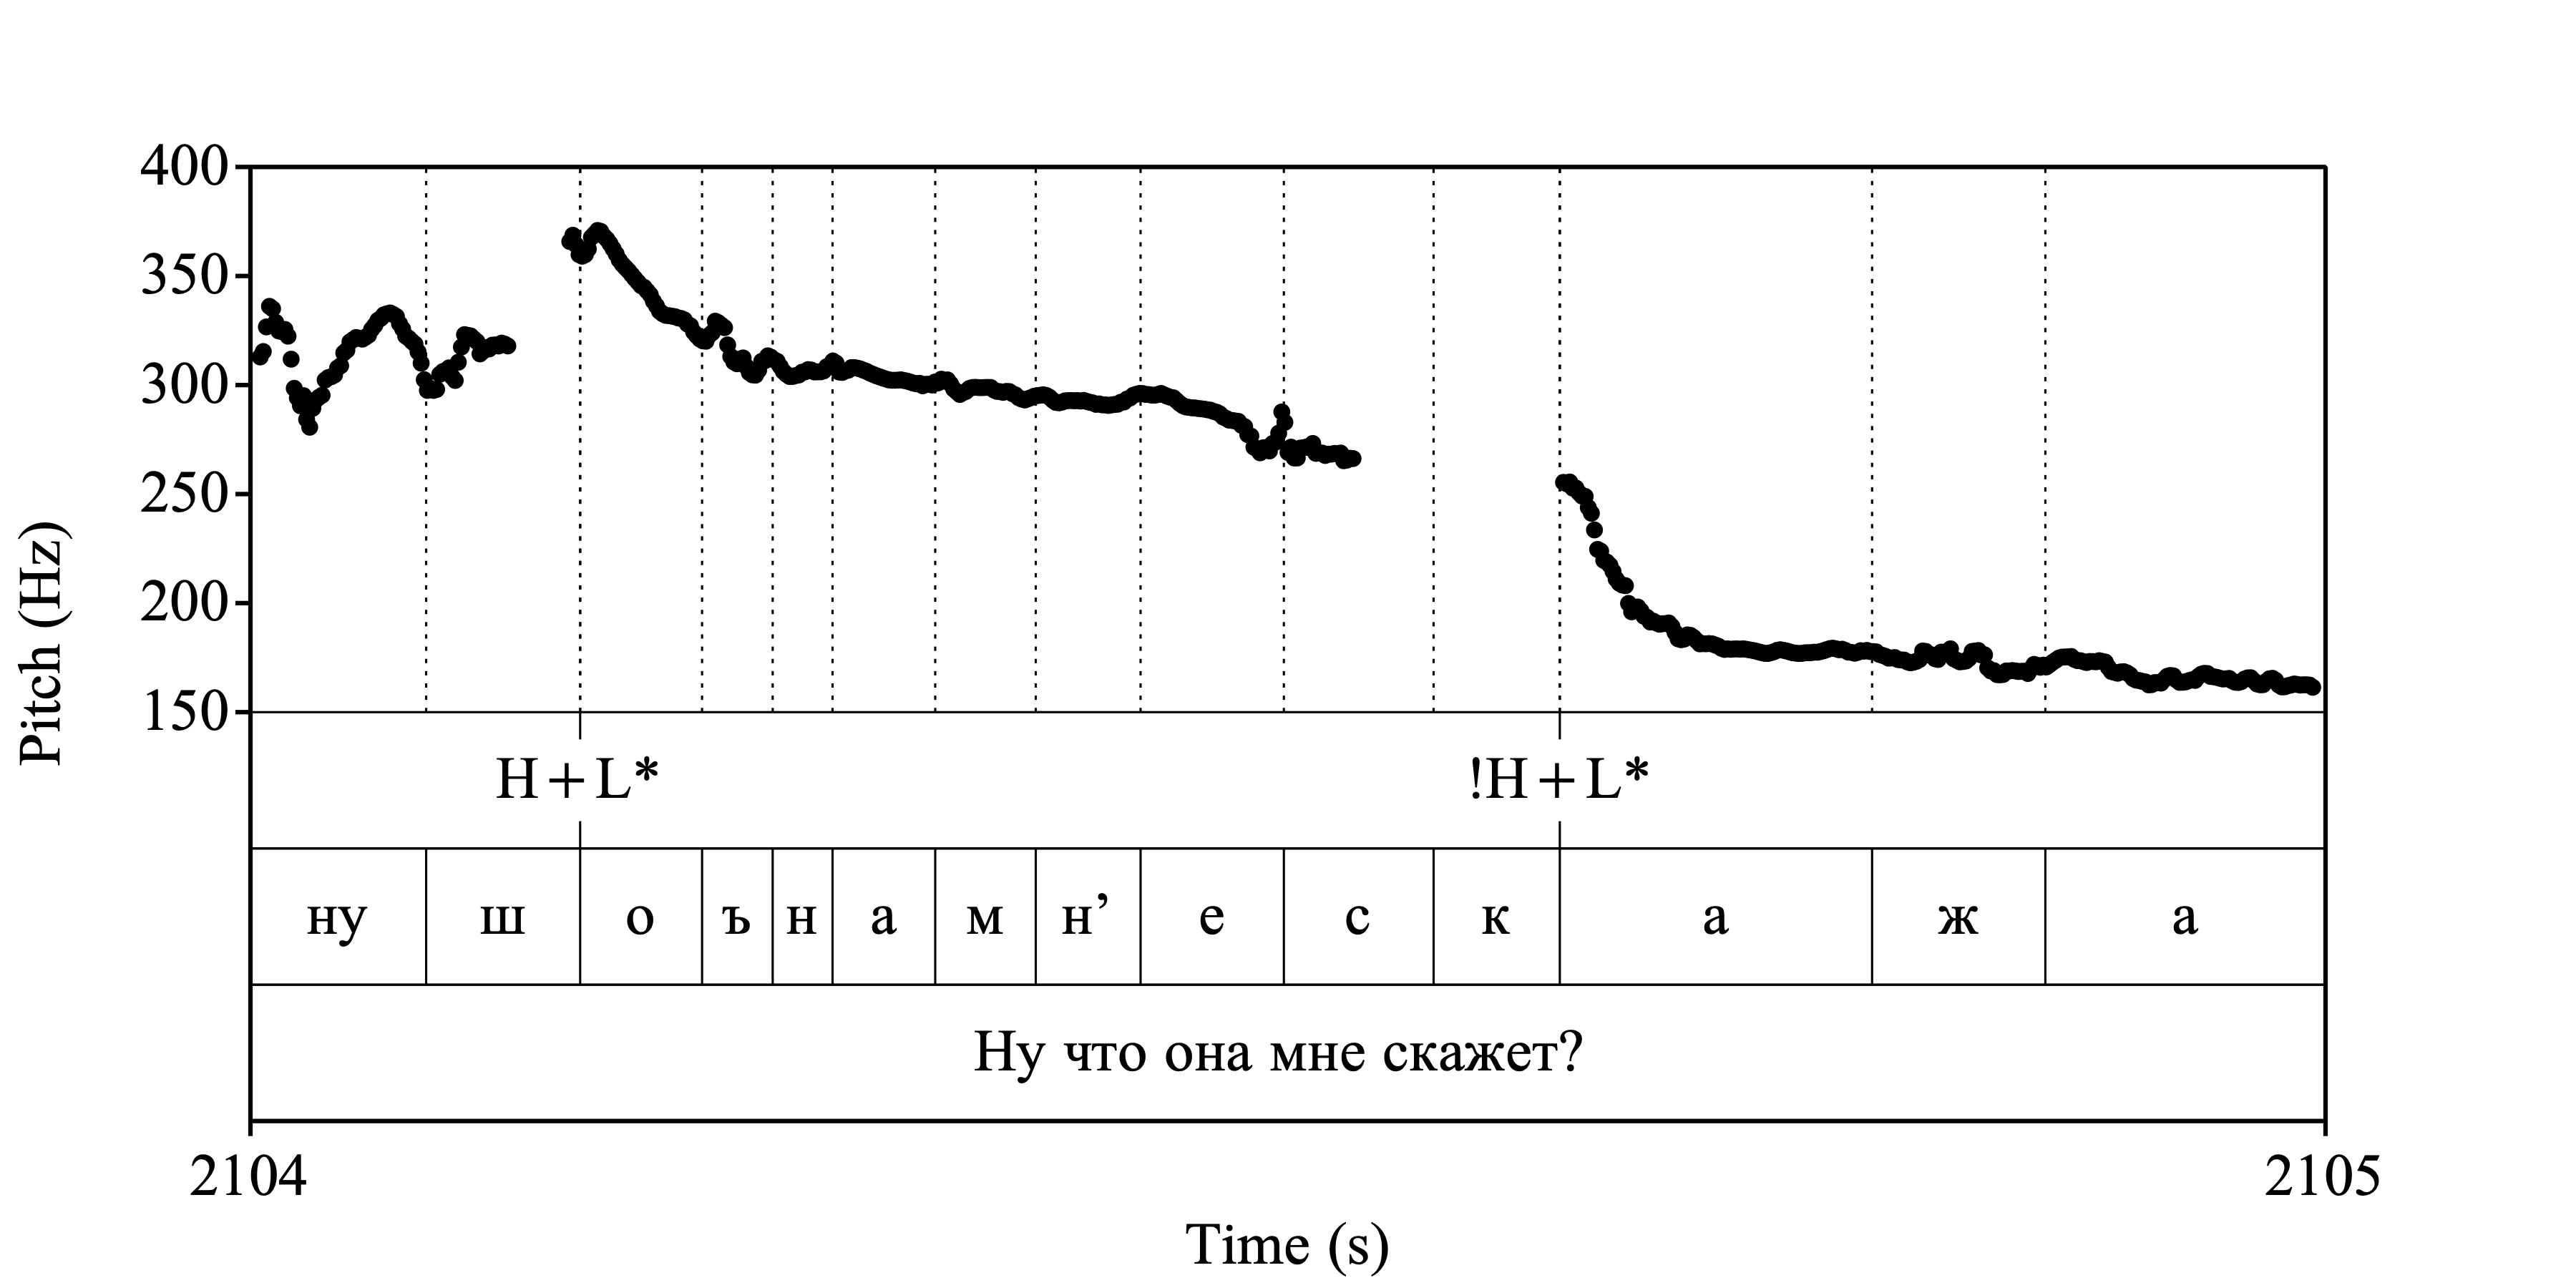 400
350
300
250
200
150
Pitch (Hz)
H+L* !H+L*
ну ш о ъ н а м н’ е с к а ж а
Ну что она мне скажет?
2104 2105
Time (s)